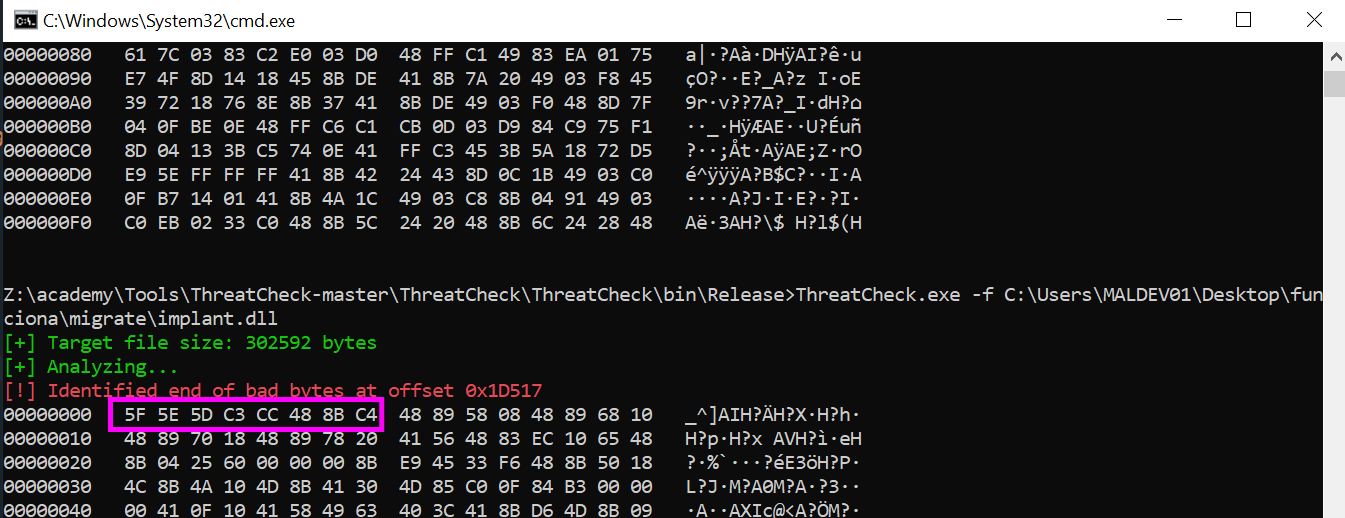 C:\Windows\System32\cmd.exe
00000080   61 7C 03 83 C2 E0 03 D0  48 FF C1 49 83 EA 01 75   a|·?Aà·DHÿAI?ê·u
00000090   E7 4F 8D 14 18 45 8B DE  41 8B 7A 20 49 03 F8 45   çO?··E?_A?z I·oE
000000A0   39 72 18 76 8E 8B 37 41  8B DE 49 03 F0 48 8D 7F   9r·v??7A?_I·dH?⌂
000000B0   04 0F BE 0E 48 FF C6 C1  CB 0D 03 D9 84 C9 75 F1   ··_·HÿÆAE··U?Éuñ
000000C0   8D 04 13 3B C5 74 0E 41  FF C3 45 3B 5A 18 72 D5   ?··;Åt·AÿAE;Z·rO
000000D0   E9 5E FF FF FF 41 8B 42  24 43 8D 0C 1B 49 03 C0   é^ÿÿÿA?B$C?··I·A
000000E0   0F B7 14 01 41 8B 4A 1C  49 03 C8 8B 04 91 49 03   ····A?J·I·E?·?I·
000000F0   C0 EB 02 33 C0 48 8B 5C  24 20 48 8B 6C 24 28 48   Aë·3AH?\$ H?l$(H
Z:\academy\Tools\ThreatCheck-master\ThreatCheck\ThreatCheck\bin\Release>ThreatCheck.exe -f C:\Users\MALDEV01\Desktop\fun
ciona\migrate\implant.dll
[+] Target file size: 302592 bytes
[+] Analyzing...
[!] Identified end of bad bytes at offset 0x1D517
00000000   5F 5E 5D C3 CC 48 8B C4  48 89 58 08 48 89 68 10   _^]AIH?ÄH?X·H?h·
00000010   48 89 70 18 48 89 78 20  41 56 48 83 EC 10 65 48   H?p·H?x AVH?ì·eH
00000020   8B 04 25 60 00 00 00 8B  E9 45 33 F6 48 8B 50 18   ?·%`···?éE3öH?P·
00000030   4C 8B 4A 10 4D 8B 41 30  4D 85 C0 0F 84 B3 00 00   L?J·M?A0M?A·?3··
00000040   00 41 0F 10 41 58 49 63  40 3C 41 8B D6 4D 8B 09   ·A··AXIc@<A?ÖM?·